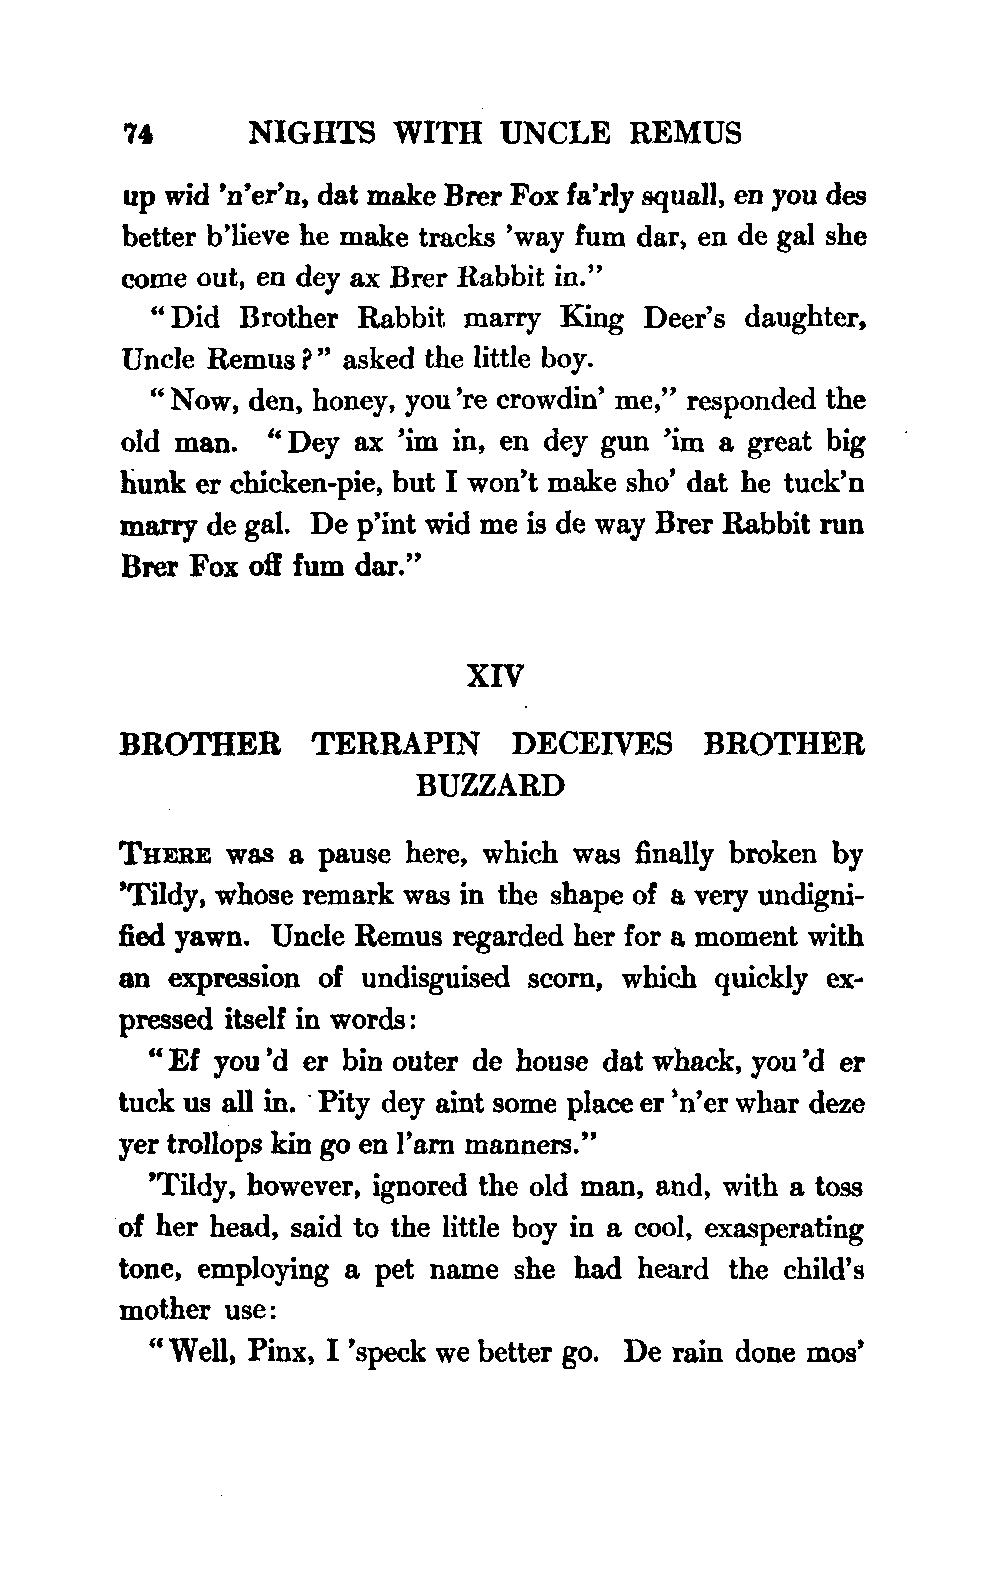 74 NIGHTS WITH UNCLE REMUS
up wid 'n'er'n, dat make Brer Fox fa'rly squall, en you des
better b'lieve he make tracks 'way fum dar, en de gal she
come out, en dey ax Brer Rabbit in."
"Did Brother Rabbit marry King Deer's daughter,
Uncle Remus?" asked the little boy.
"Now, den, honey, you 're crowdin' me," responded the
old man. "Dey ax 'im in, en dey gun 'im a great big
hunk er chicken-pie, but I won't make sho' dat he tuck'n
marry de gal. De p'int wid me is de way Brer Rabbit run
Brer Fox off fum dar."
XIV
BROTHER TERRAPIN DECEIVES BROTHER
BUZZARD
THERE was a pause here, which was finally broken by
'Tildy, whose remark was in the shape of a very undigni-
fied yawn. Uncle Remus regarded her for a moment with
an expression of undisguised scorn, which quickly ex-
pressed itself in words:
"Ef you 'd er bin outer de house dat whack, you 'd er
tuck us all in. Pity dey aint some place er 'n'er whar deze
yer trollops kin go en l'arn manners."
'Tildy, however, ignored the old man, and, with a toss
of her head, said to the little boy in a cool, exasperating
tone, employing a pet name she had heard the child's
mother use:
"Well, Pinx, I 'speck we better go. De rain done mos'